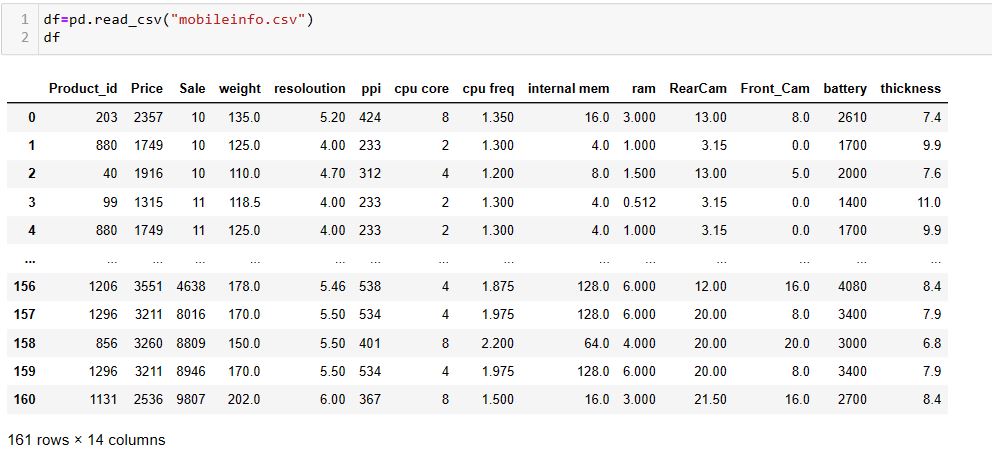 1 df=pd.read_csv("mobileinfo.csv")
2 df
Product_id Price Sale weight resoloution ppi cpu core cpu freq internal mem ram RearCam Front_Cam battery thickness
0 203 2357 10 135.0 5.20 424 8 1.350 16.0 3.000 13.00 8.0 2610 7.4
1 880 1749 10 125.0 4.00 233 2 1.300 4.0 1.000 3.15 0.0 1700 9.9
2 40 1916 10 110.0 4.70 312 4 1.200 8.0 1.500 13.00 5.0 2000 7.6
3 99 1315 11 118.5 4.00 233 2 1.300 4.0 0.512 3.15 0.0 1400 11.0
4 880 1749 11 125.0 4.00 233 2 1.300 4.0 1.000 3.15 0.0 1700 9.9
... ... ... ... ... ... ... ... ... ... ... ... ... ... ...
156 1206 3551 4638 178.0 5.46 538 4 1.875 128.0 6.000 12.00 16.0 4080 8.4
157 1296 3211 8016 170.0 5.50 534 4 1.975 128.0 6.000 20.00 8.0 3400 7.9
158 856 3260 8809 150.0 5.50 401 8 2.200 64.0 4.000 20.00 20.0 3000 6.8
159 1296 3211 8946 170.0 5.50 534 4 1.975 128.0 6.000 20.00 8.0 3400 7.9
160 1131 2536 9807 202.0 6.00 367 8 1.500 16.0 3.000 21.50 16.0 2700 8.4
161 rows × 14 columns